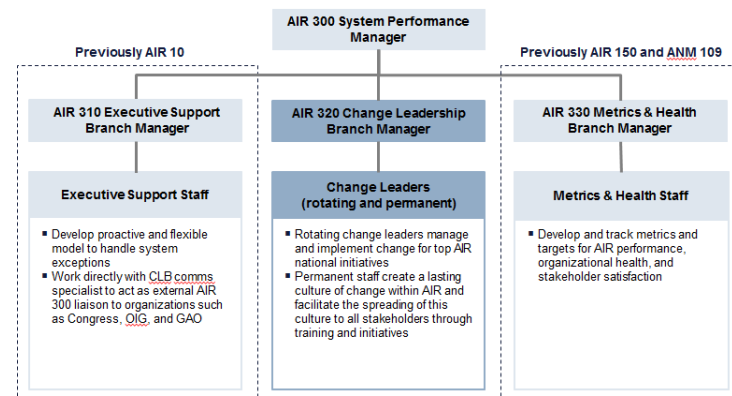 AIR 300 System Performance
Manager
Previously AIR 10
Previously AIR 150 and ANM 109
AIR 310 Executive Support
Branch Manager
AIR 320 Change Leadership
Branch Manager
AIR 330 Metrics & Health
Branch Manager
Executive Support Staff
▪ Develop proactive and flexible
model to handle system
exceptions
▪ Work directly with CLB comms
specialist to act as external AIR
300 liaison to organizations such
as Congress, OIG, and GAO
Change Leaders
(rotating and permanent)
▪ Rotating change leaders manage
and implement change for top AIR
national initiatives
▪ Permanent staff create a lasting
culture of change within AIR and
facilitate the spreading of this
culture to all stakeholders through
training and initiatives
Metrics & Health Staff
▪ Develop and track metrics and
targets for AIR performance,
organizational health, and
stakeholder satisfaction